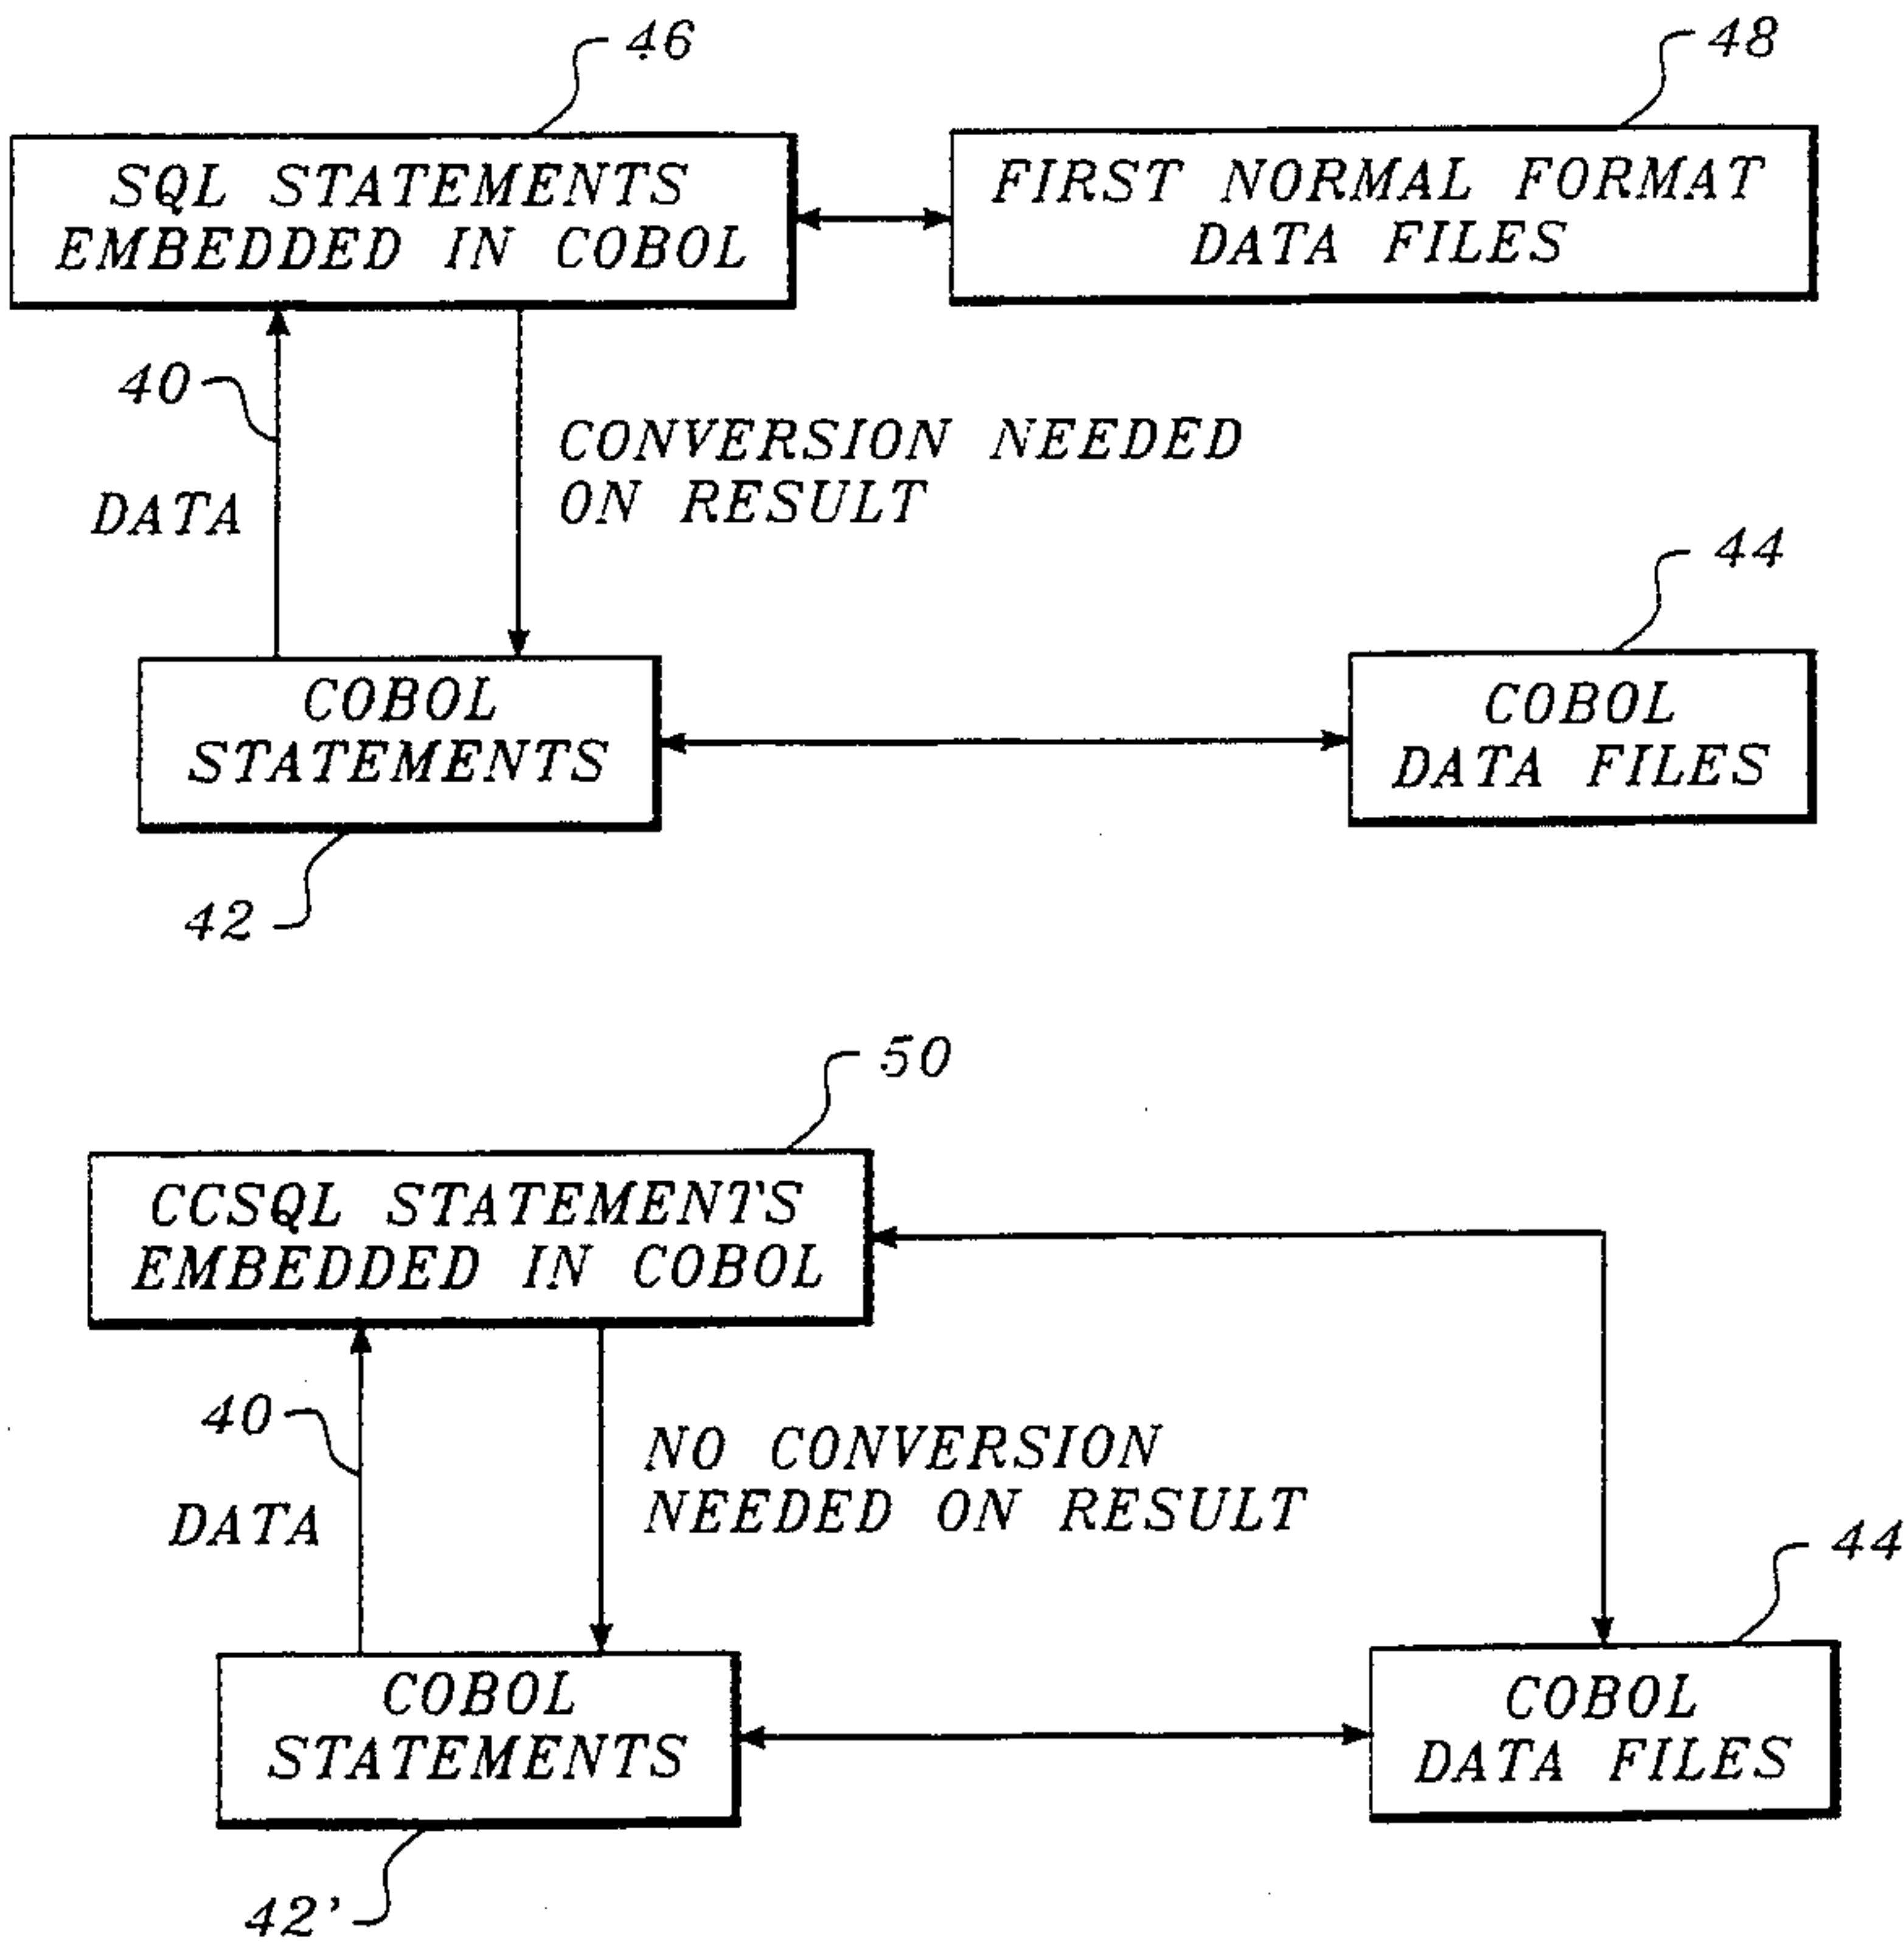 46
48
SQL STATEMENTS
EMBEDDED IN COBOL
FIRST NORMAL FORMAT
DATA FILES
40
CONVERSION NEEDED
ON RESULT
DATA
44
COBOL
STATEMENTS
COBOL
DATA FILES
42
50
CCSQL STATEMENTS
EMBEDDED IN COBOL
40
NO CONVERSION
NEEDED ON RESULT
DATA
44
COBOL
STATEMENTS
COBOL
DATA FILES
42'